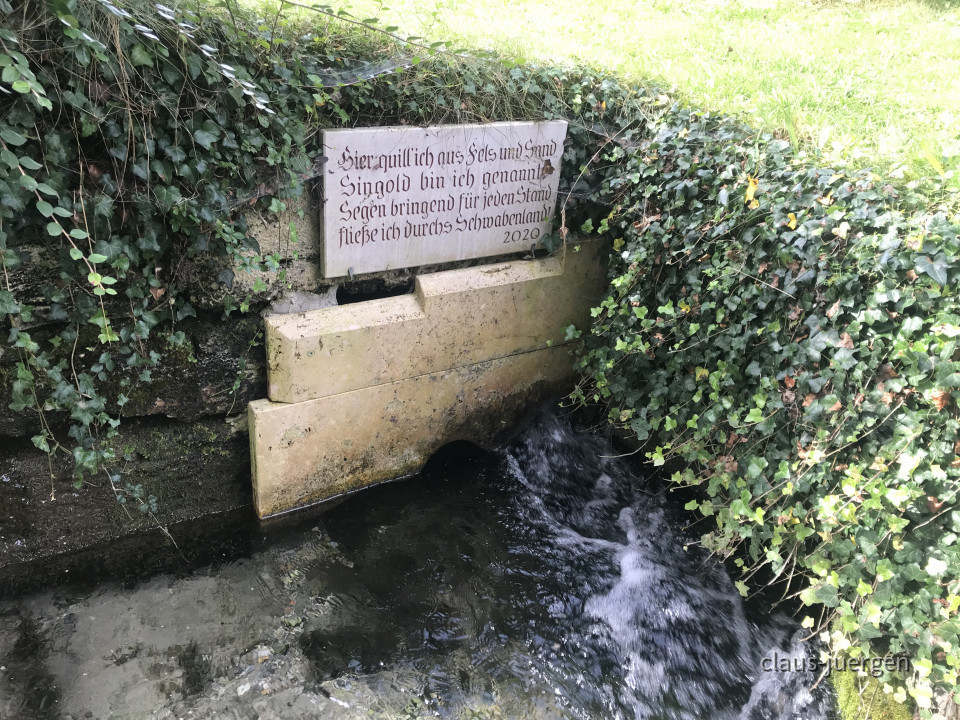 Hier quill ich aus Fels und Sand
Singold bin ich genannt
Segen bringend für jeden Stand
fließe ich durchs Schwabenland
2020
claus-juergen